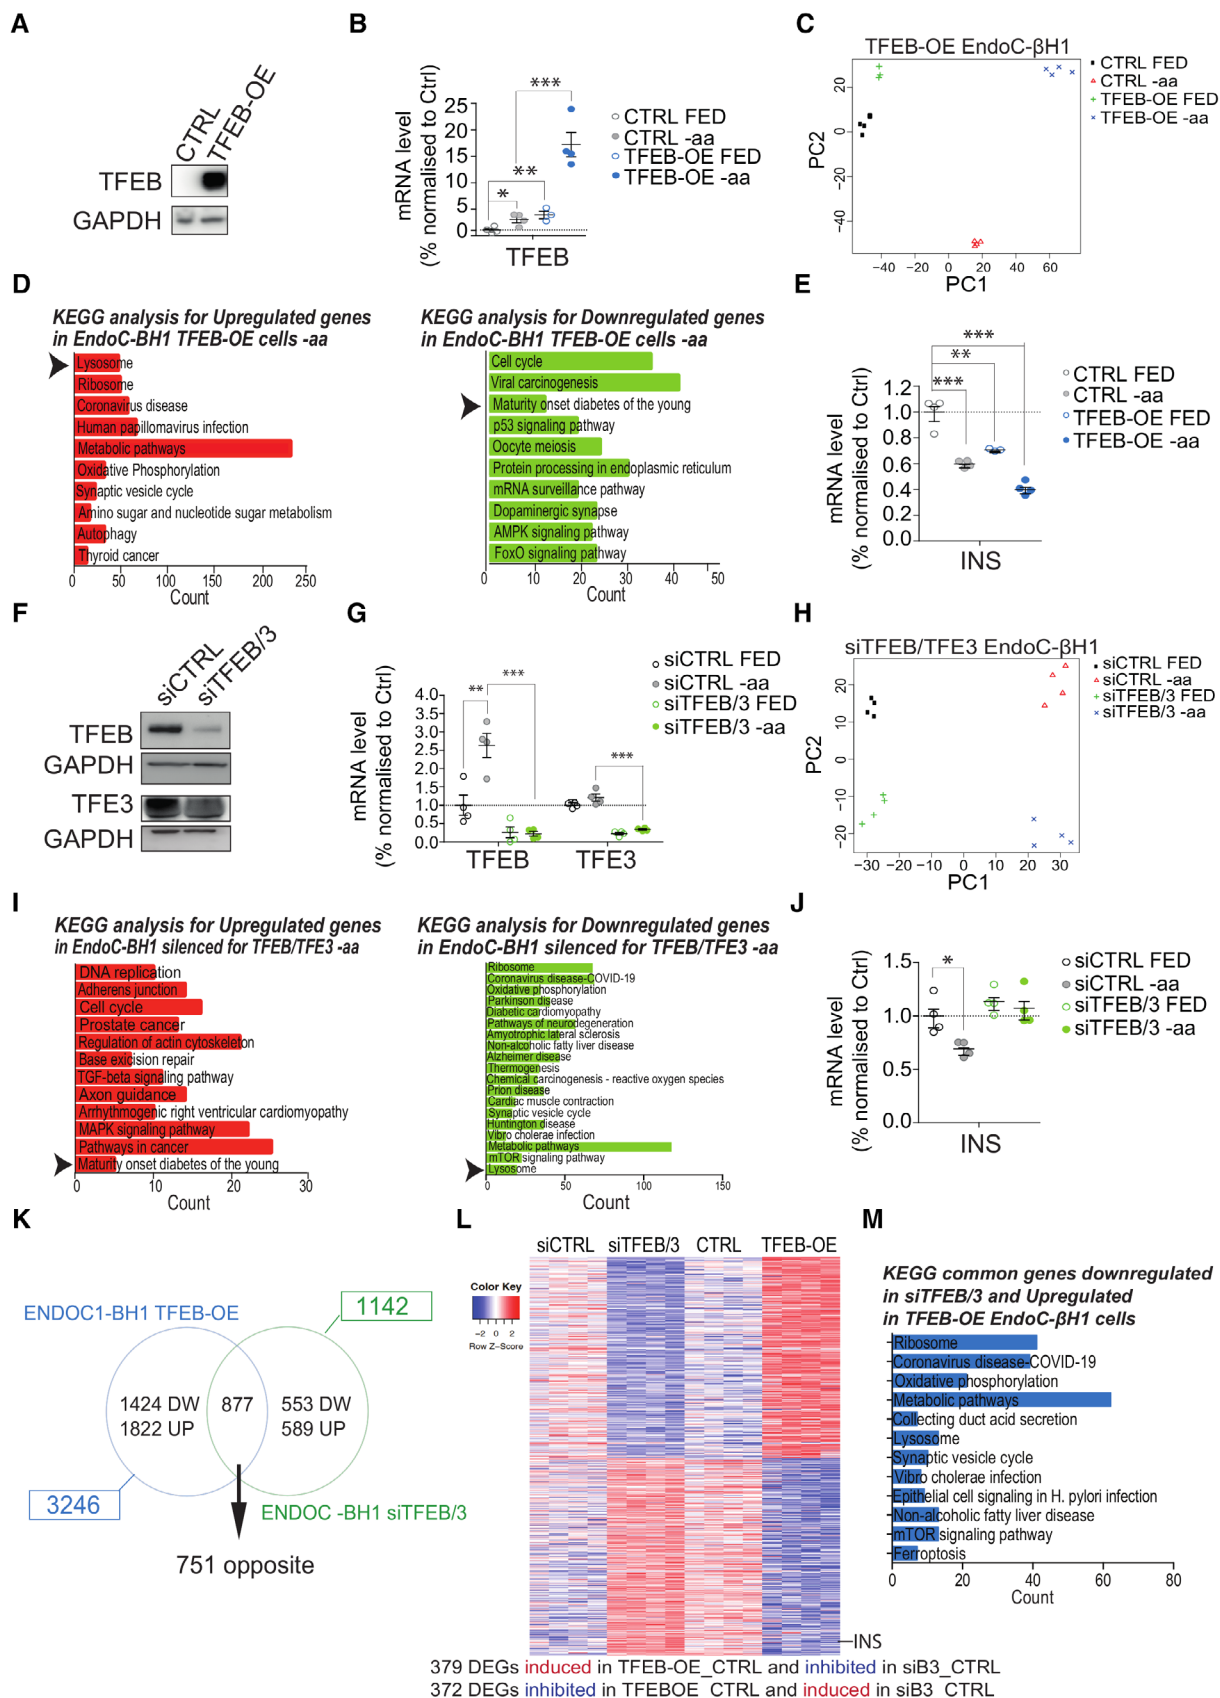 A
CTRL
TFEB-OE
TFEB
GAPDH
B
mRNA level
(% normalised to Ctrl)
25
20
15
10
5
0
*
**
***
TFEB
CTRL FED
CTRL -aa
TFEB-OE FED
TFEB-OE -aa
C
TFEB-OE EndoC-βH1
PC2
20
0
−20
−40
−40
−20
0
20
40
60
PC1
CTRL FED
CTRL -aa
TFEB-OE FED
TFEB-OE -aa
D
KEGG analysis for Upregulated genes
in EndoC-BH1 TFEB-OE cells -aa
Lysosome
Ribosome
Coronavirus disease
Human papillomavirus infection
Metabolic pathways
Oxidative Phosphorylation
Synaptic vesicle cycle
Amino sugar and nucleotide sugar metabolism
Autophagy
Thyroid cancer
0 50 100 150 200 250
Count
KEGG analysis for Downregulated genes
in EndoC-BH1 TFEB-OE cells -aa
Cell cycle
Viral carcinogenesis
Maturity onset diabetes of the young
p53 signaling pathway
Oocyte meiosis
Protein processing in endoplasmic reticulum
mRNA surveillance pathway
Dopaminergic synapse
AMPK signaling pathway
FoxO signaling pathway
0 10 20 30 40 50
Count
E
mRNA level
(% normalised to Ctrl)
1.2
1.0
0.8
0.6
0.4
0.2
0.0
***
**
***
INS
CTRL FED
CTRL -aa
TFEB-OE FED
TFEB-OE -aa
F
siCTRL
siTFEB/3
TFEB
GAPDH
TFE3
GAPDH
G
mRNA level
(% normalised to Ctrl)
4.0
3.5
3.0
2.5
2.0
1.5
1.0
0.5
0.0
**
***
***
TFEB
TFE3
siCTRL FED
siCTRL -aa
siTFEB/3 FED
siTFEB/3 -aa
H
siTFEB/TFE3 EndoC-βH1
PC2
20
10
0
−10
−20
−30 −20 −10 0 10 20 30
PC1
siCTRL FED
siCTRL -aa
siTFEB/3 FED
siTFEB/3 -aa
I
KEGG analysis for Upregulated genes
in EndoC-BH1 silenced for TFEB/TFE3 -aa
DNA replication
Adherens junction
Cell cycle
Prostate cancer
Regulation of actin cytoskeleton
Base excision repair
TGF-beta signaling pathway
Axon guidance
Arrhythmogenic right ventricular cardiomyopathy
MAPK signaling pathway
Pathways in cancer
Maturity onset diabetes of the young
0 10 20 30
Count
KEGG analysis for Downregulated genes
in EndoC-BH1 silenced for TFEB/TFE3 -aa
Ribosome
Coronavirus disease-COVID-19
Oxidative phosphorylation
Parkinson disease
Diabetic cardiomyopathy
Pathways of neurodegeneration
Amyotrophic lateral sclerosis
Non-alcoholic fatty liver disease
Alzheimer disease
Thermogenesis
Chemical carcinogenesis - reactive oxygen species
Prion disease
Cardiac muscle contraction
Synaptic vesicle cycle
Huntington disease
Vibro cholerae infection
Metabolic pathways
mTOR signaling pathway
Lysosome
0 50 100 150
Count
J
mRNA level
(% normalised to Ctrl)
1.5
1.0
0.5
0.0
*
INS
siCTRL FED
siCTRL -aa
siTFEB/3 FED
siTFEB/3 -aa
K
ENDOC1-BH1 TFEB-OE
1142
1424 DW
1822 UP
877
553 DW
589 UP
3246
ENDOC -BH1 siTFEB/3
751 opposite
L
siCTRL siTFEB/3 CTRL TFEB-OE
Color Key
−2 0 2
Row Z-Score
INS
379 DEGs induced in TFEB-OE_CTRL and inhibited in siB3_CTRL
372 DEGs inhibited in TFEBOE_CTRL and induced in siB3_CTRL
M
KEGG common genes downregulated
in siTFEB/3 and Upregulated
in TFEB-OE EndoC-βH1 cells
Ribosome
Coronavirus disease-COVID-19
Oxidative phosphorylation
Metabolic pathways
Collecting duct acid secretion
Lysosome
Synaptic vesicle cycle
Vibro cholerae infection
Epithelial cell signaling in H. pylori infection
Non-alcoholic fatty liver disease
mTOR signaling pathway
Ferroptosis
0 20 40 60 80
Count